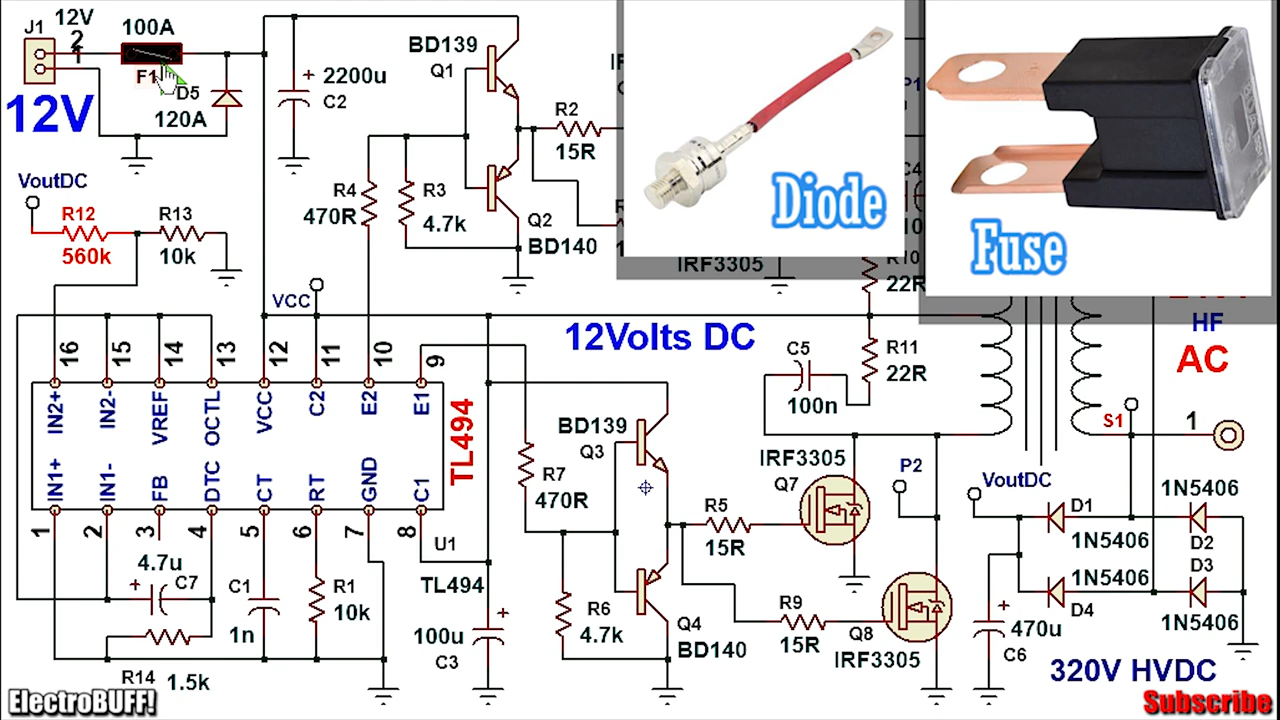 J1
12V
2
1
100A
F1
12V
D5
120A
2200u
C2
BD139
Q1
R2
15R
Q2
BD140
R4
470R
R3
4.7k
VoutDC
R12
560k
R13
10k
VCC
Diode
Fuse
IRF3305
P1
C4
R10
22R
12Volts DC
R11
22R
C5
100n
HF
AC
S1
1
16
15
14
13
12
11
10
9
IN2+
IN2-
VREF
OCTL
VCC
C2
E2
E1
TL494
IN1+
IN1-
FB
DTC
CT
RT
GND
C1
1
2
3
4
5
6
7
8
U1
TL494
4.7u
C7
C1
1n
R1
10k
R14
1.5k
100u
C3
BD139
Q3
R7
470R
R6
4.7k
Q4
BD140
R5
15R
R9
15R
IRF3305
Q7
P2
Q8
IRF3305
VoutDC
D1
1N5406
1N5406
D2
D3
1N5406
D4
1N5406
470u
C6
320V HVDC
ElectroBUFF!
Subscribe